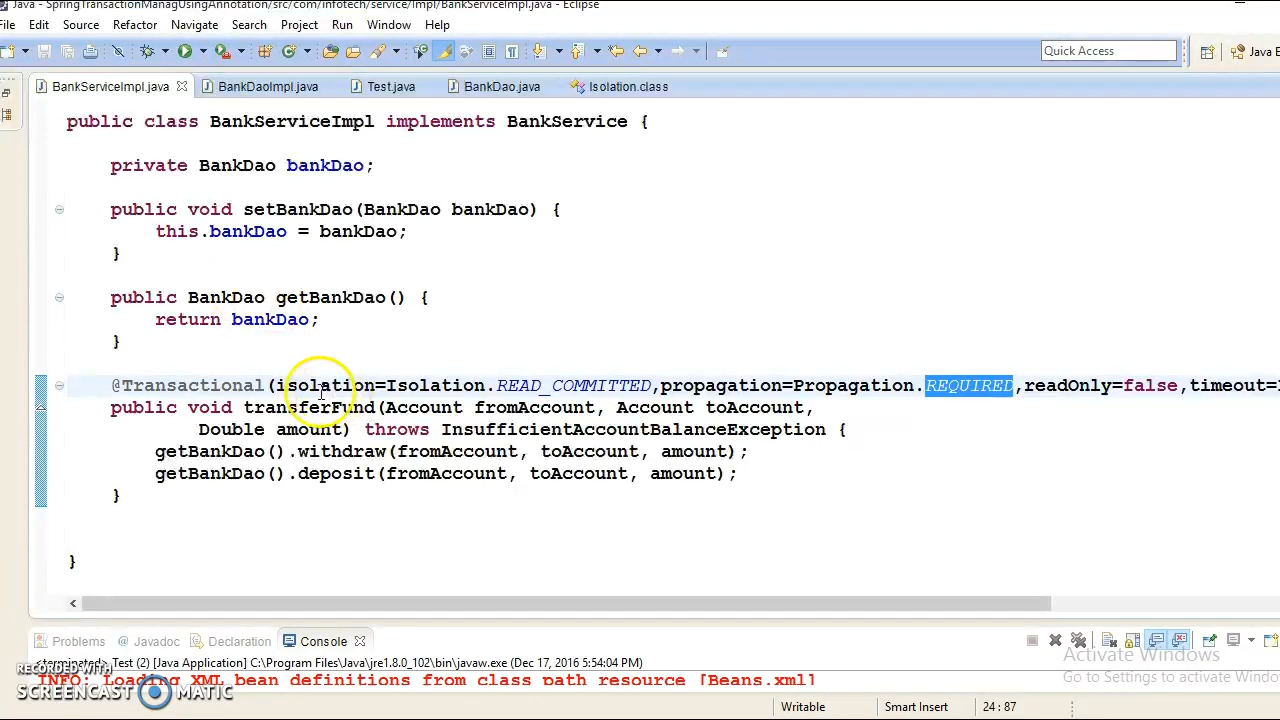 Java - SpringTransactionManagUsingAnnotation/src/com/infotech/service/impl/BankServiceImpl.java - Eclipse
File Edit Source Refactor Navigate Search Project Run Window Help
Quick Access
Java E
BankServiceImpl.java BankDaoImpl.java Test.java BankDao.java Isolation.class
public class BankServiceImpl implements BankService {
private BankDao bankDao;
public void setBankDao(BankDao bankDao) {
this.bankDao = bankDao;
}
public BankDao getBankDao() {
return bankDao;
}
@Transactional(isolation=Isolation.READ_COMMITTED,propagation=Propagation.REQUIRED,readOnly=false,timeout=
public void transferFund(Account fromAccount, Account toAccount,
Double amount) throws InsufficientAccountBalanceException {
getBankDao().withdraw(fromAccount, toAccount, amount);
getBankDao().deposit(fromAccount, toAccount, amount);
}
}
Problems @ Javadoc Declaration Console
Test (2) [Java Application] C:\Program Files\Java\jre1.8.0_102\bin\javaw.exe (Dec 17, 2016 5:54:04 PM)
INFO: Loading XML bean definitions from class path resource [Beans.xml]
Activate Windows
Go to Settings to activate Window
RECORDED WITH
SCREENCAST MATIC
Writable Smart Insert 24 : 87